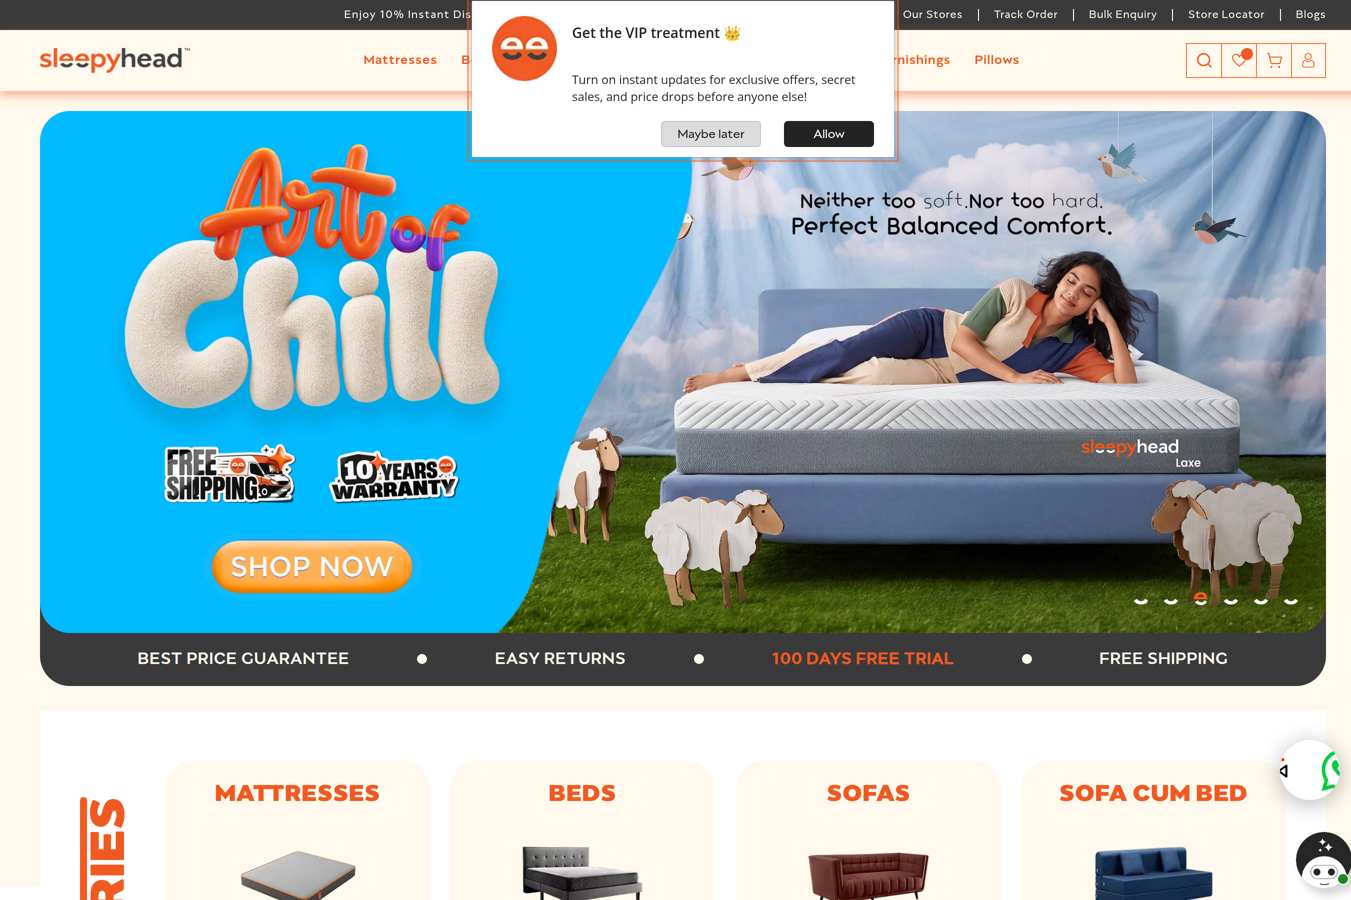 Enjoy 10% Instant Dis
Our Stores | Track Order | Bulk Enquiry | Store Locator | Blogs
Get the VIP treatment 👑
Turn on instant updates for exclusive offers, secret
sales, and price drops before anyone else!
Maybe later
Allow
sleepyhead™
Mattresses
Pillows
Art of
Chill
FREE
SHIPPING
10 YEARS
WARRANTY
SHOP NOW
Neither too soft.Nor too hard.
Perfect Balanced Comfort.
sleepyhead
Laxe
BEST PRICE GUARANTEE
EASY RETURNS
100 DAYS FREE TRIAL
FREE SHIPPING
MATTRESSES
BEDS
SOFAS
SOFA CUM BED